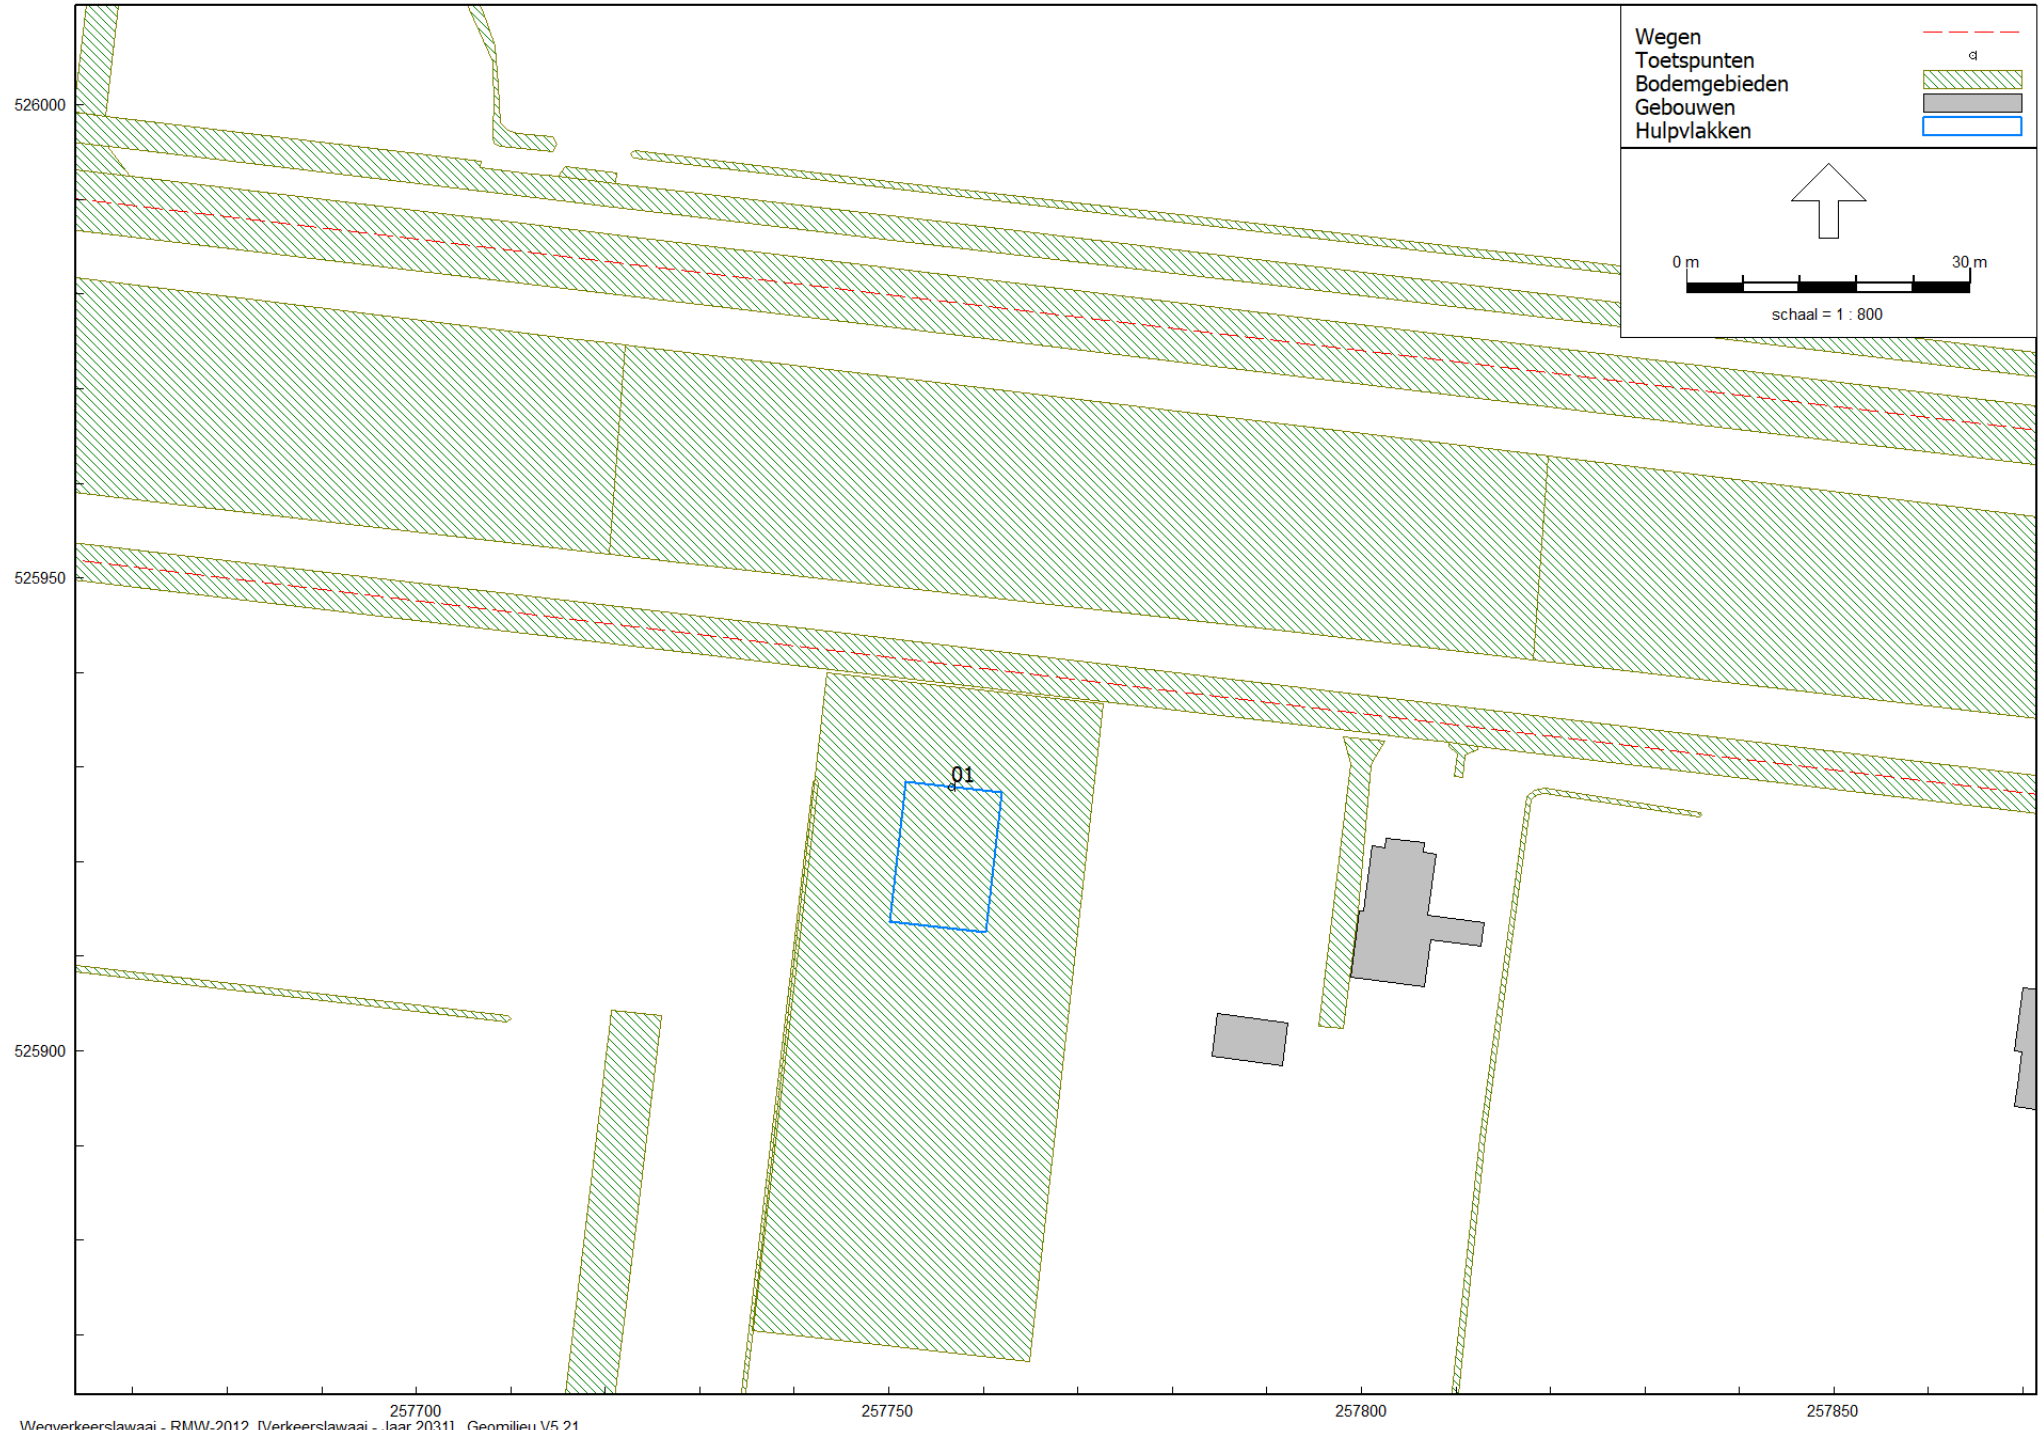 Wegen
Toetspunten
Bodemgebieden
Gebouwen
Hulpvlakken
0 m 30 m
schaal = 1 : 800
526000
525950
525900
01
257700 257750 257800 257850
Wegverkeerslawaai - RMW-2012, [Verkeerslawaai - Jaar 2031] , Geomilieu V5.21